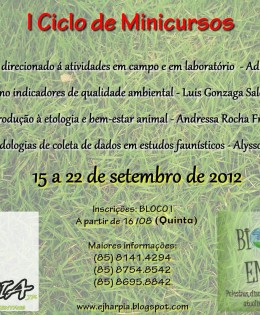 I Ciclo de Minicursos
direcionado á atividades em campo e em laboratório - Ad
no indicadores de qualidade ambiental - Luis Gonzaga Sal
rodução à etologia e bem-estar animal - Andressa Rocha Fr
dologias de coleta de dados em estudos faunísticos - Alysso
15 a 22 de setembro de 2012
Inscrições: BLOCO 1
A partir de 16/08 (Quinta)
Maiores informações:
(85) 8141.4294
(85) 8754.8542
(85) 8695.8842
www.ejharpia.blogspot.com